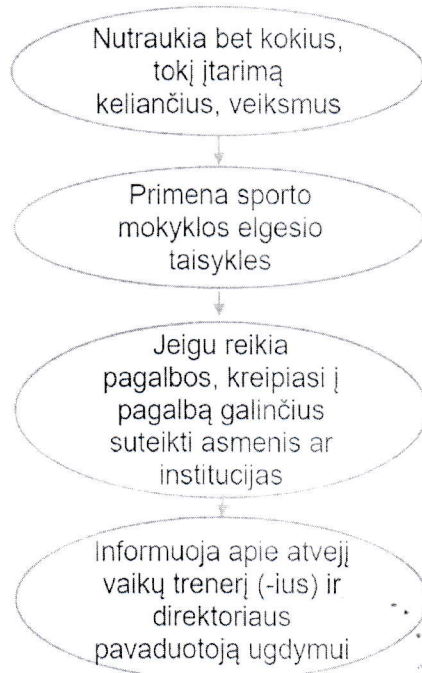 Nutraukia bet kokius,
tokį įtarimą
keliančius, veiksmus
Primena sporto
mokyklos elgesio
taisykles
Jeigu reikia
pagalbos, kreipiasi į
pagalbą galinčius
suteikti asmenis ar
institucijas
Informuoja apie atvejį
vaikų trenerį (-ius) ir
direktoriaus
pavaduotoją ugdymui